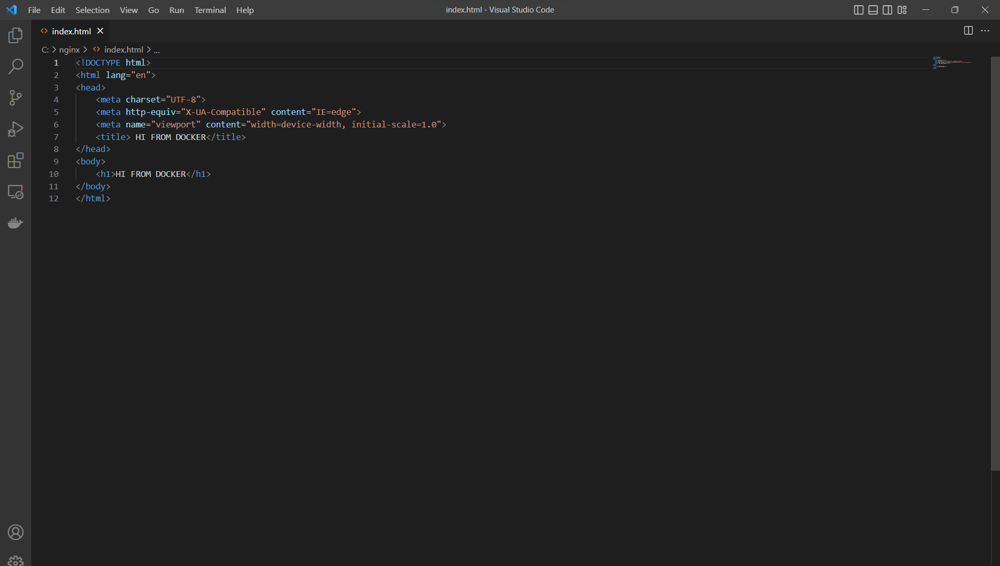 File Edit Selection View Go Run Terminal Help index.html - Visual Studio Code
index.html
C: > nginx > index.html > ...
1 <!DOCTYPE html>
2 <html lang="en">
3 <head>
4     <meta charset="UTF-8">
5     <meta http-equiv="X-UA-Compatible" content="IE=edge">
6     <meta name="viewport" content="width=device-width, initial-scale=1.0">
7     <title> HI FROM DOCKER</title>
8 </head>
9 <body>
10     <h1>HI FROM DOCKER</h1>
11 </body>
12 </html>